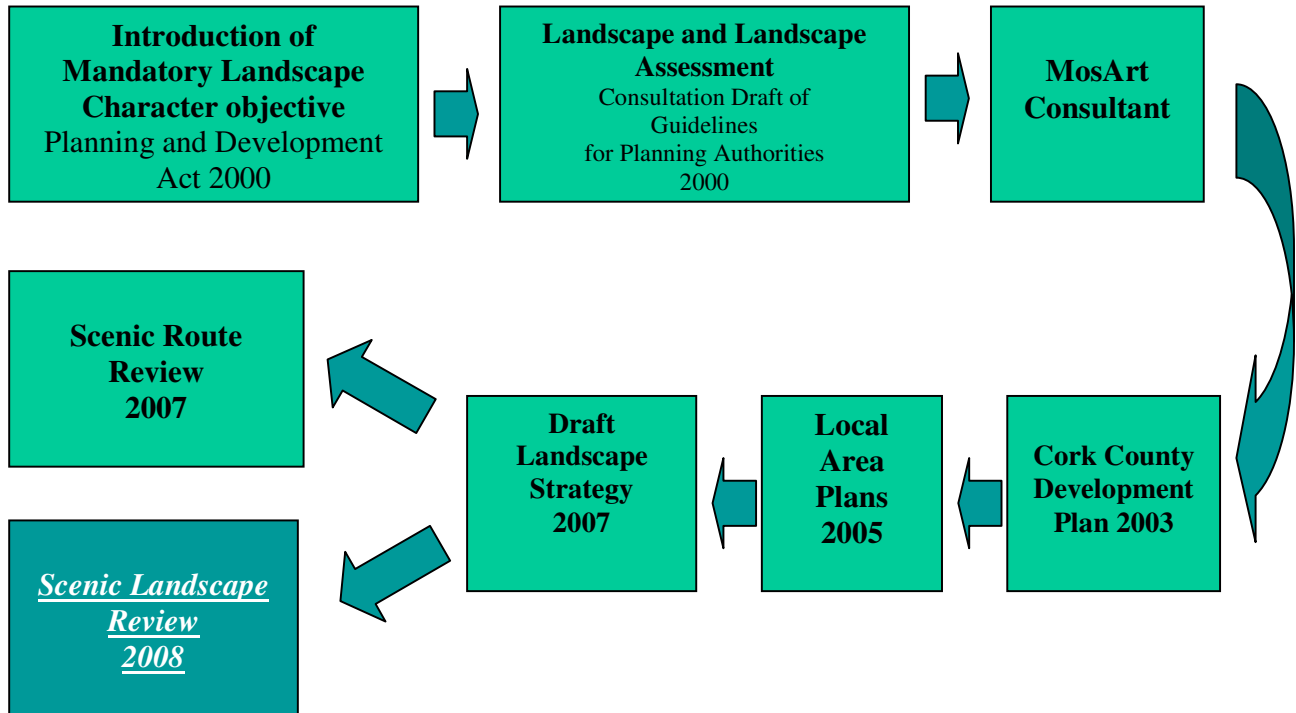 Introduction of
Mandatory Landscape
Character objective
Planning and Development
Act 2000
Landscape and Landscape
Assessment
Consultation Draft of
Guidelines
for Planning Authorities
2000
MosArt
Consultant
Cork County
Development
Plan 2003
Local
Area
Plans
2005
Draft
Landscape
Strategy
2007
Scenic Route
Review
2007
Scenic Landscape
Review
2008